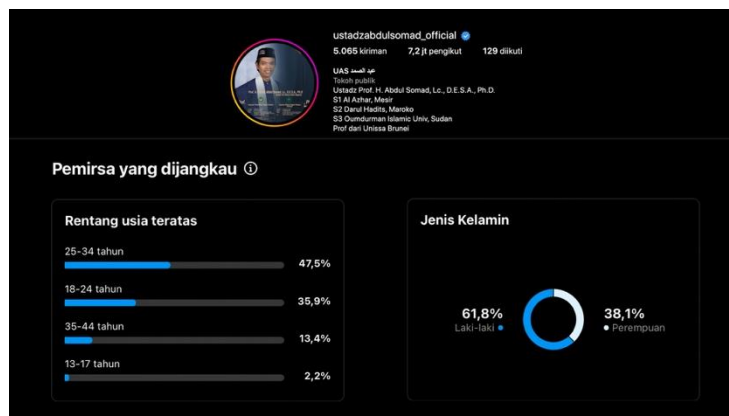 ustadzabdulsomad_official
5.065 kiriman 7,2 jt pengikut 129 diikuti
UAS عبد الصمد
Tokoh publik
Ustadz Prof. H. Abdul Somad, Lc., D.E.S.A., Ph.D.
S1 Al Azhar, Mesir
S2 Darul Hadits, Maroko
S3 Oumdurman Islamic Univ, Sudan
Prof dari Unissa Brunei
Pemirsa yang dijangkau
Rentang usia teratas
25-34 tahun
47,5%
18-24 tahun
35,9%
35-44 tahun
13,4%
13-17 tahun
2,2%
Jenis Kelamin
61,8%
Laki-laki
38,1%
Perempuan